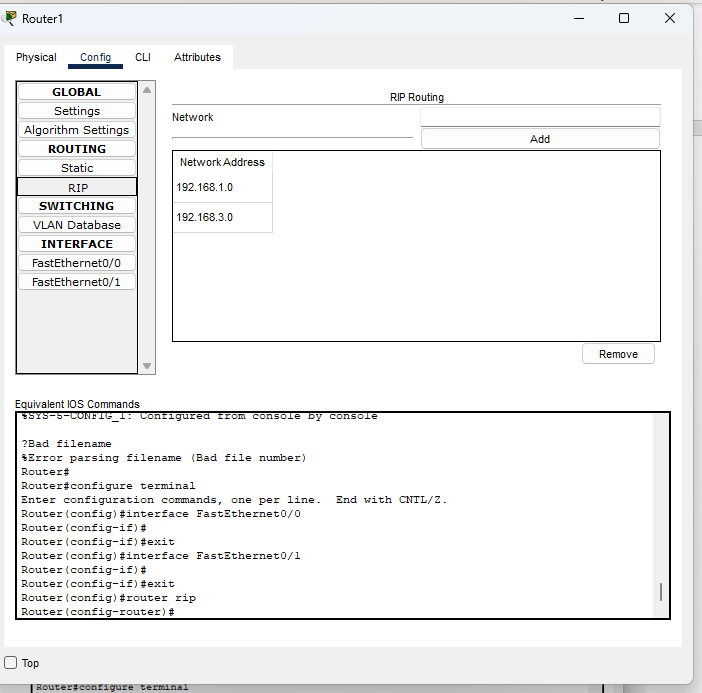 Router1
Physical Config CLI Attributes
GLOBAL
Settings
Algorithm Settings
ROUTING
Static
RIP
SWITCHING
VLAN Database
INTERFACE
FastEthernet0/0
FastEthernet0/1
RIP Routing
Network
Add
Network Address
192.168.1.0
192.168.3.0
Remove
Equivalent IOS Commands
%SYS-5-CONFIG_I: Configured from console by console
?Bad filename
%Error parsing filename (Bad file number)
Router#
Router#configure terminal
Enter configuration commands, one per line. End with CNTL/Z.
Router(config)#interface FastEthernet0/0
Router(config-if)#
Router(config-if)#exit
Router(config)#interface FastEthernet0/1
Router(config-if)#
Router(config-if)#exit
Router(config)#router rip
Router(config-router)#
Top
Router#configure terminal